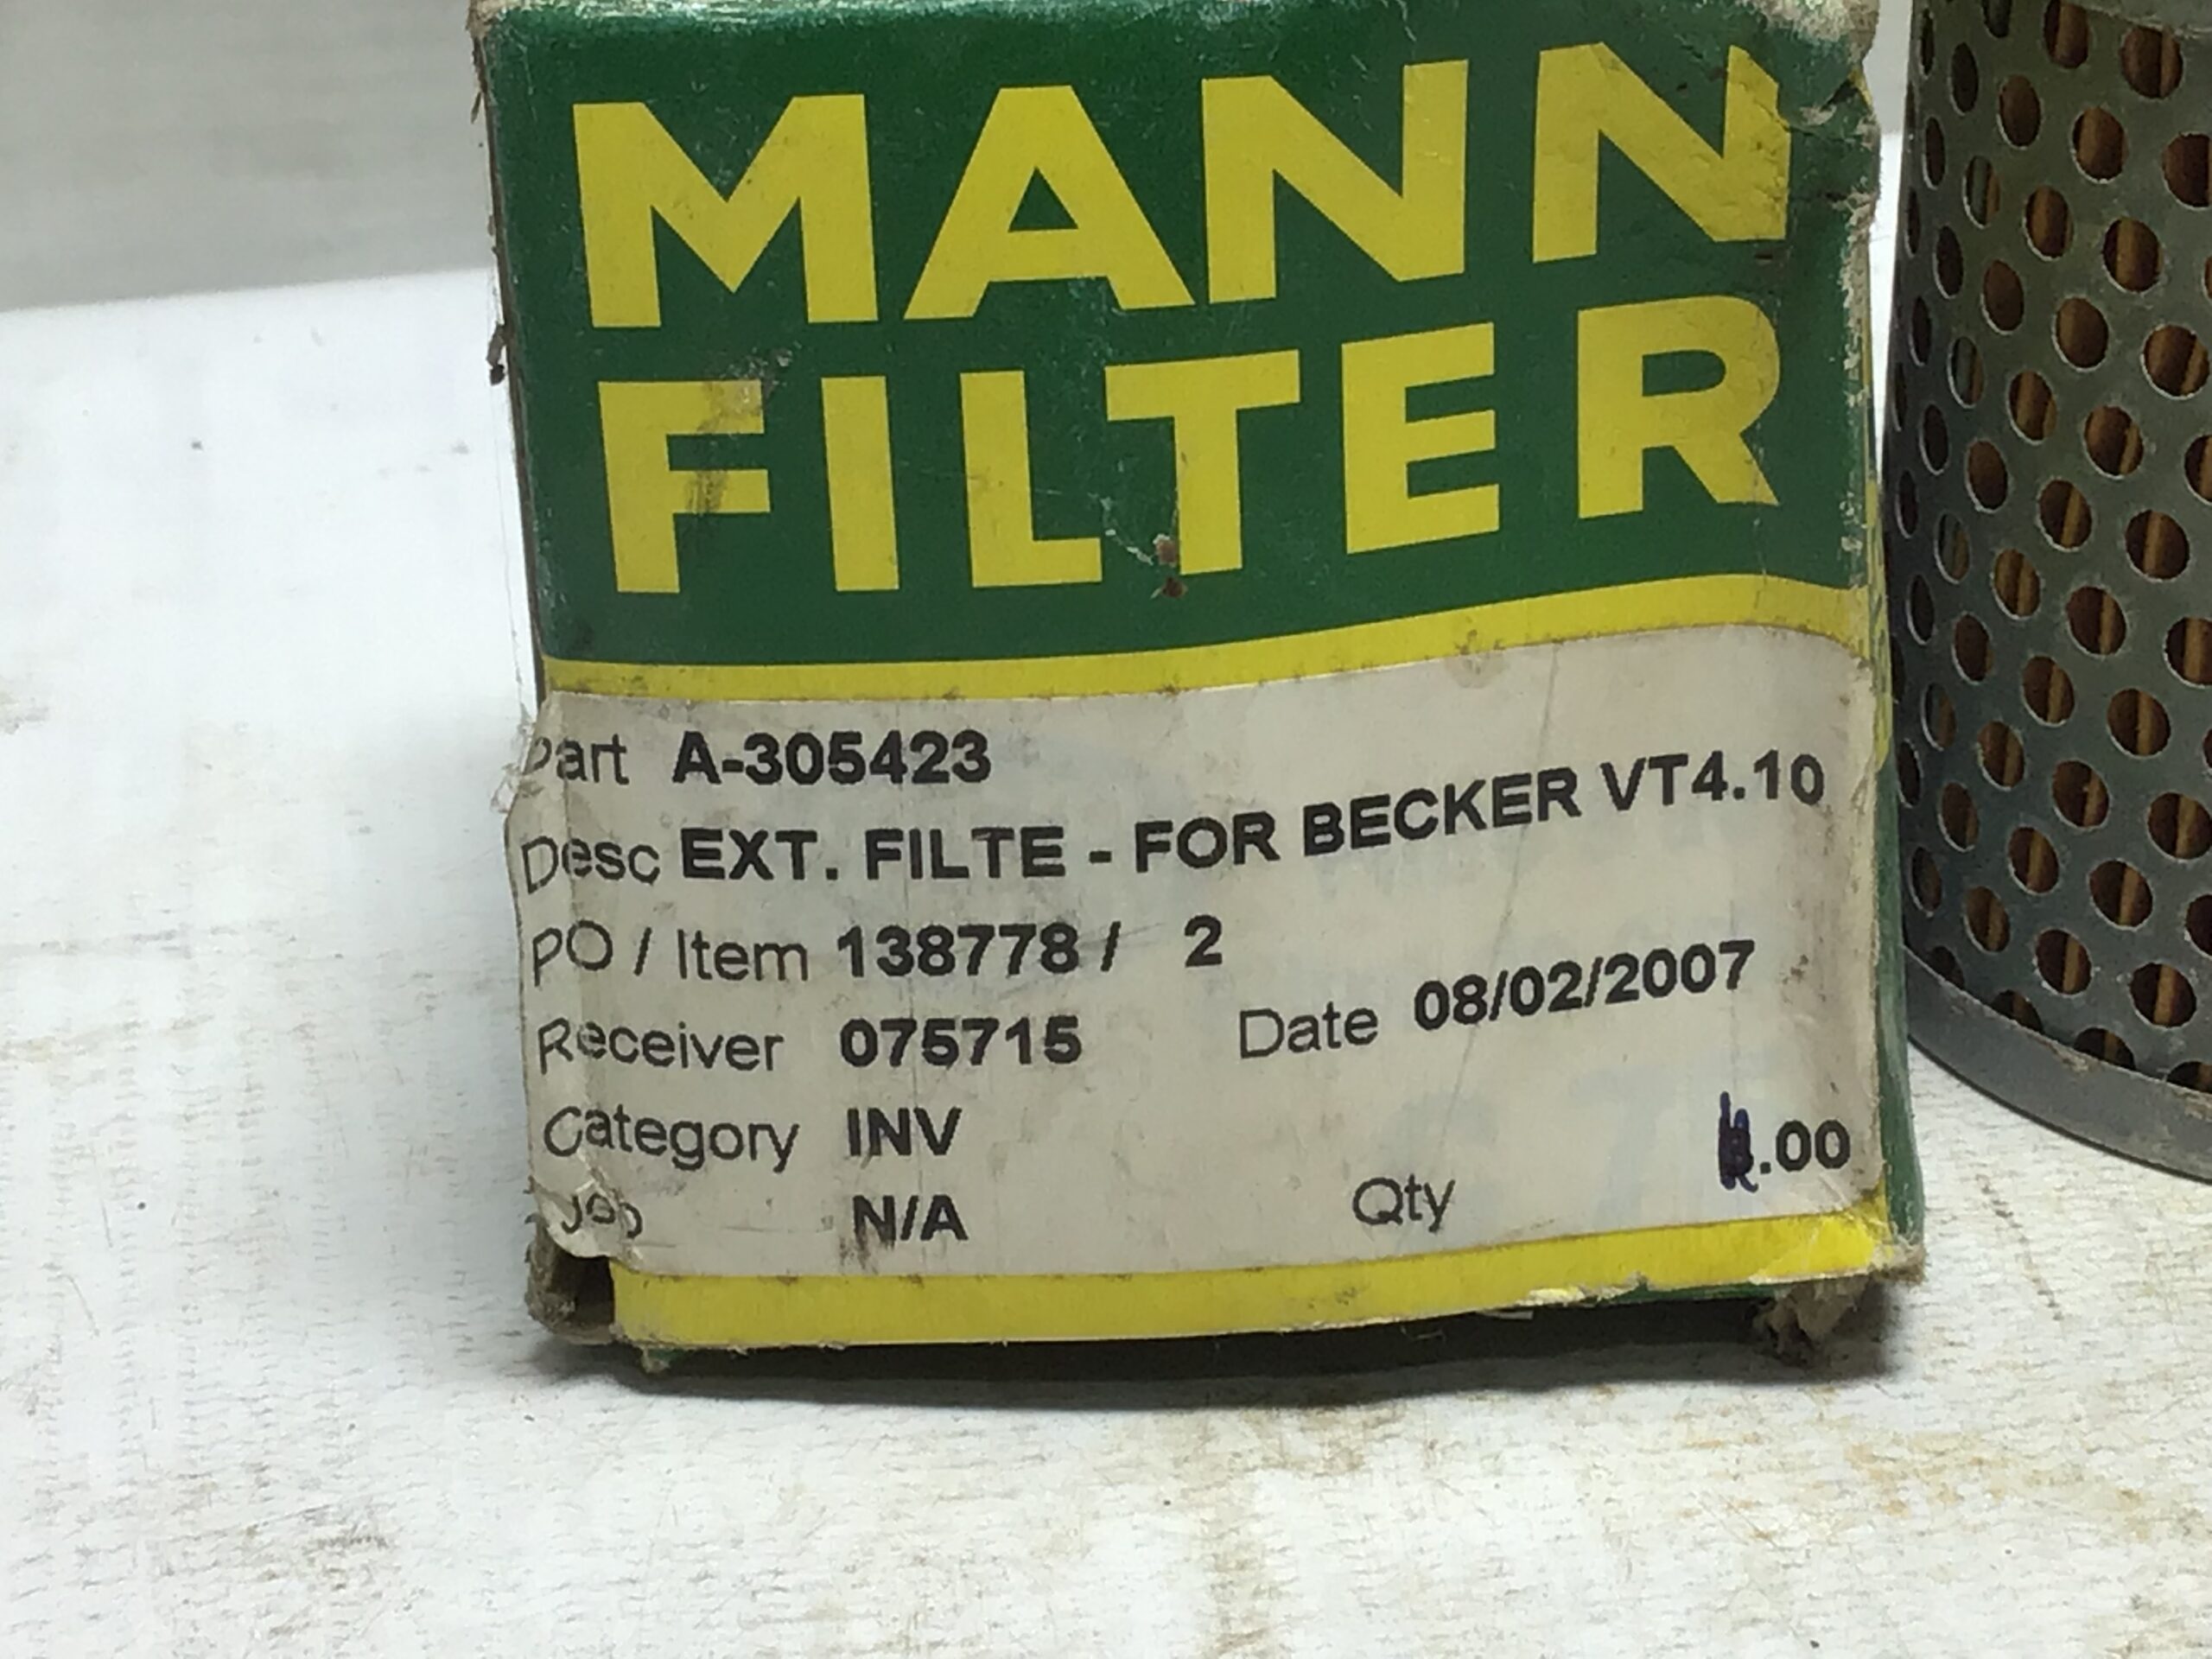 MANN
FILTER
Part A-305423
Desc EXT. FILTE - FOR BECKER VT4.10
PO / Item 138778 / 2
Receiver 075715 Date 08/02/2007
Category INV
Job N/A Qty .00